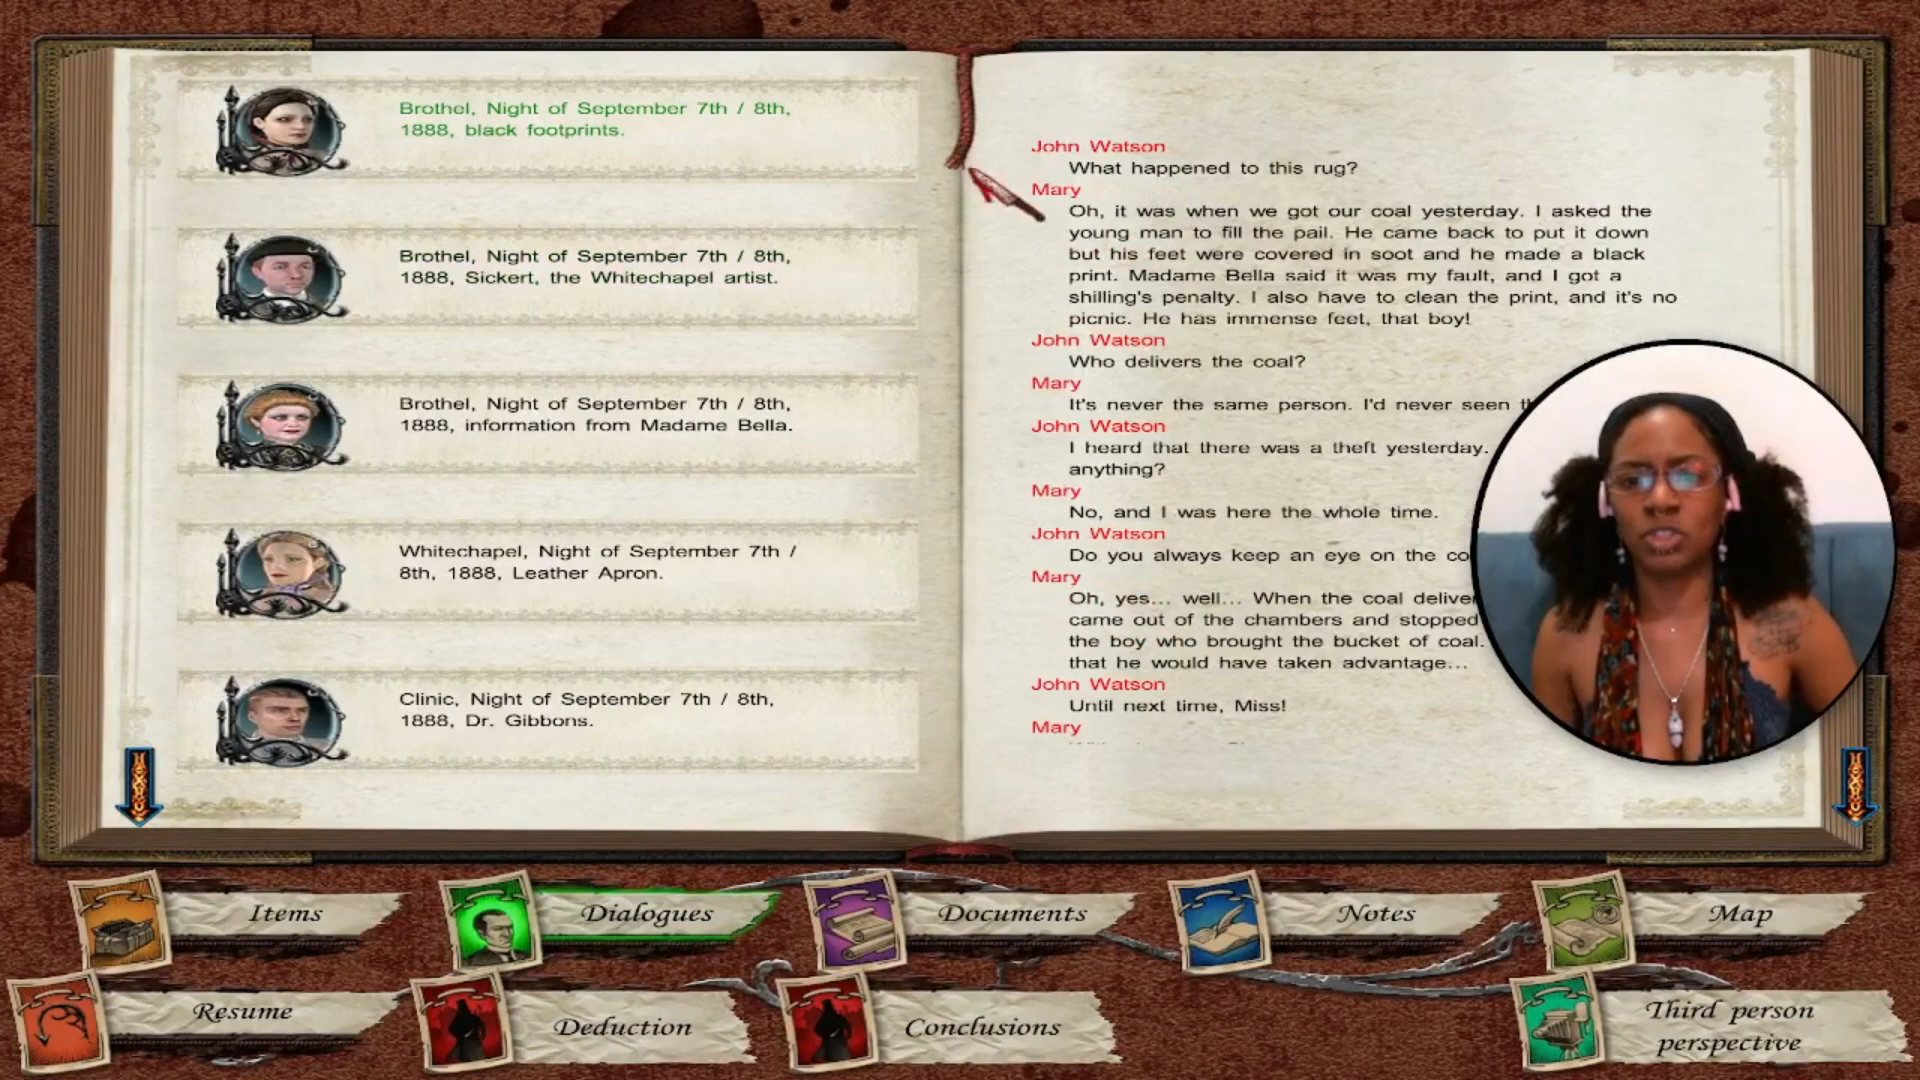 Brothel, Night of September 7th / 8th,
1888, black footprints.
Brothel, Night of September 7th / 8th,
1888, Sickert, the Whitechapel artist.
Brothel, Night of September 7th / 8th,
1888, information from Madame Bella.
Whitechapel, Night of September 7th /
8th, 1888, Leather Apron.
Clinic, Night of September 7th / 8th,
1888, Dr. Gibbons.
John Watson
What happened to this rug?
Mary
Oh, it was when we got our coal yesterday. I asked the
young man to fill the pail. He came back to put it down
but his feet were covered in soot and he made a black
print. Madame Bella said it was my fault, and I got a
shilling's penalty. I also have to clean the print, and it's no
picnic. He has immense feet, that boy!
John Watson
Who delivers the coal?
Mary
It's never the same person. I'd never seen
John Watson
I heard that there was a theft yesterday.
anything?
Mary
No, and I was here the whole time.
John Watson
Do you always keep an eye on the
Mary
Oh, yes... well... When the coal
came out of the chambers and stopped
the boy who brought the bucket of coal.
that he would have taken advantage...
John Watson
Until next time, Miss!
Mary
Items
Dialogues
Documents
Notes
Map
Resume
Deduction
Conclusions
Third person
perspective